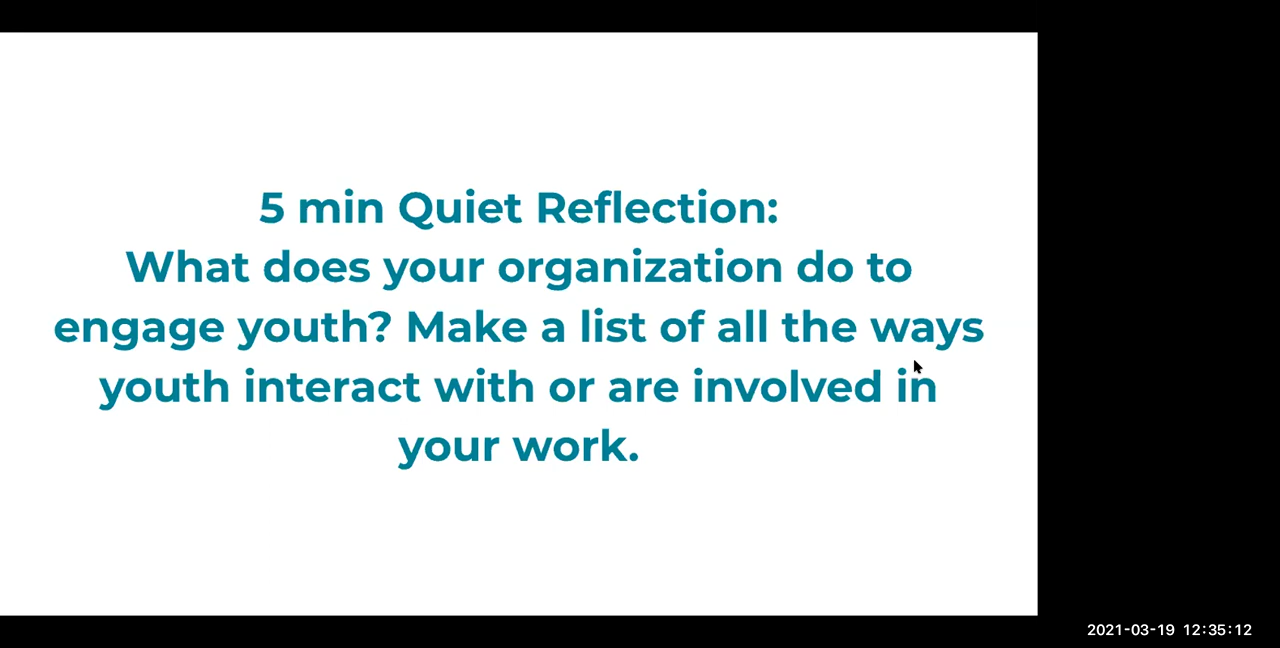 5 min Quiet Reflection:
What does your organization do to
engage youth? Make a list of all the ways
youth interact with or are involved in
your work.
2021-03-19 12:35:12